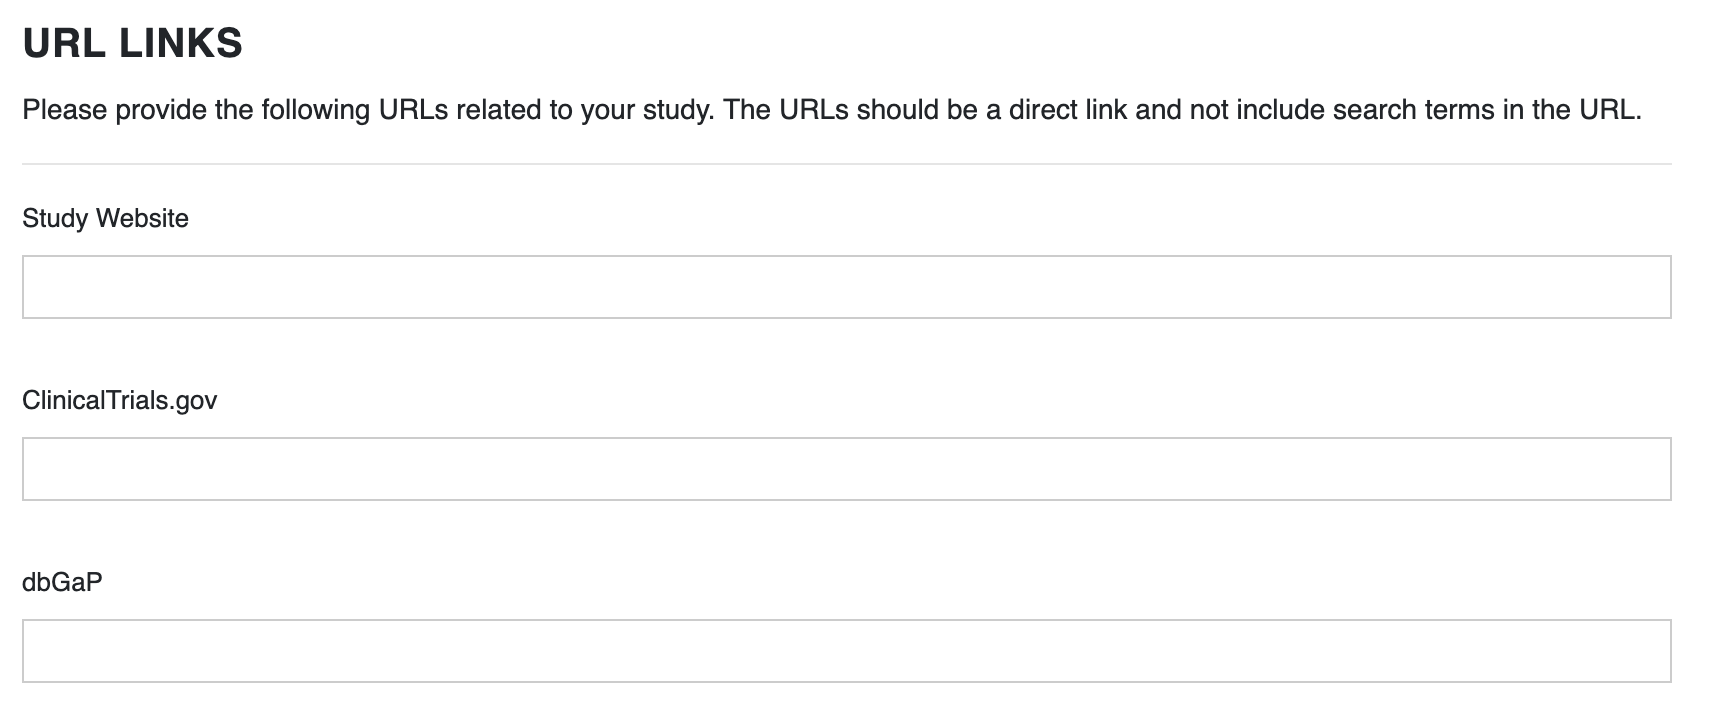 URL LINKS
Please provide the following URLs related to your study. The URLs should be a direct link and not include search terms in the URL.
Study Website
ClinicalTrials.gov
dbGaP